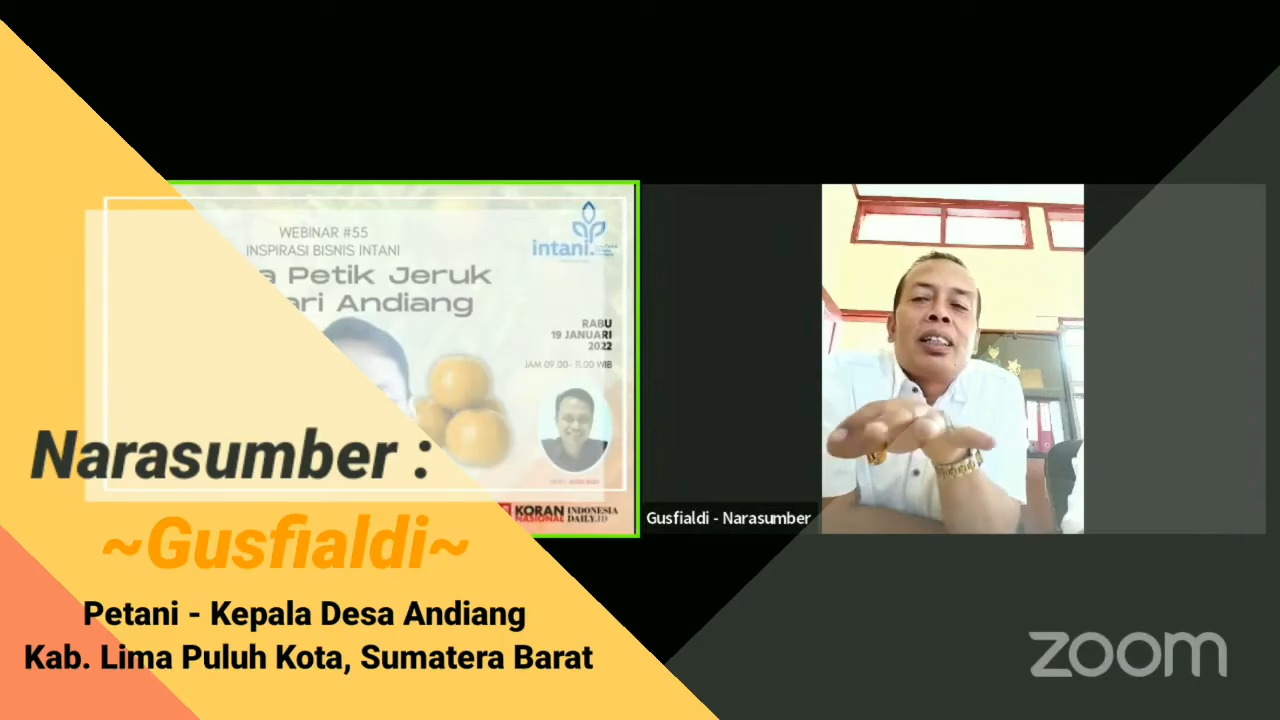 WEBINAR #55
INSPIRASI BISNIS INTANI
a Petik Jeruk
ari Andiang
intani.
RABU
19 JANUARI
2022
JAM 09.00- 11.00 WIB
KORAN
NASIONAL
INDONESIA
DAILY.ID
Gusfialdi - Narasumber
Narasumber :
~Gusfialdi~
Petani - Kepala Desa Andiang
Kab. Lima Puluh Kota, Sumatera Barat
zoom